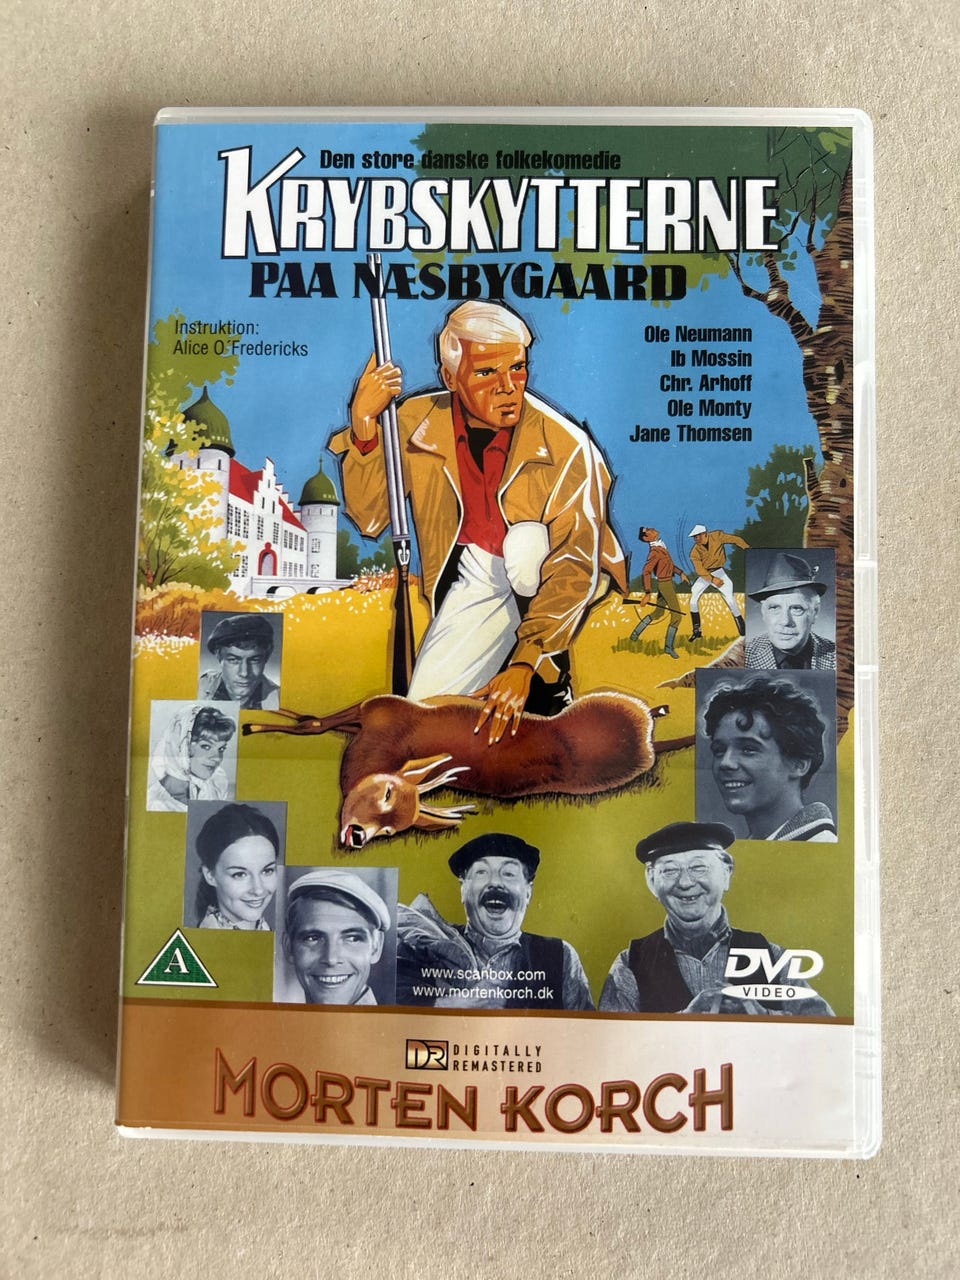 Den store danske folkekomedie
KRYBSKYTTERNE
PAA NÆSBYGAARD
Instruktion:
Alice O´Fredericks
Ole Neumann
Ib Mossin
Chr. Arhoff
Ole Monty
Jane Thomsen
A
www.scanbox.com
www.mortenkorch.dk
DVD
VIDEO
DR DIGITALLY
REMASTERED
MORTEN KORCH